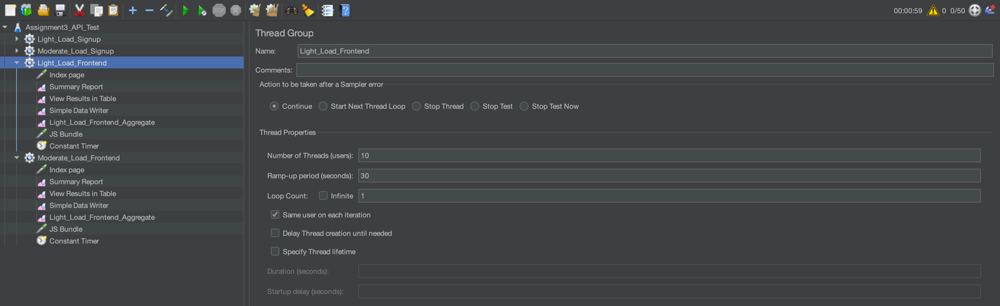 00:00:59 0 0/50
Assignment3_API_Test
Light_Load_Signup
Moderate_Load_Signup
Light_Load_Frontend
Index page
Summary Report
View Results in Table
Simple Data Writer
Light_Load_Frontend_Aggregate
JS Bundle
Constant Timer
Moderate_Load_Frontend
Index page
Summary Report
View Results in Table
Simple Data Writer
Light_Load_Frontend_Aggregate
JS Bundle
Constant Timer
Thread Group
Name: Light_Load_Frontend
Comments:
Action to be taken after a Sampler error
Continue Start Next Thread Loop Stop Thread Stop Test Stop Test Now
Thread Properties
Number of Threads (users): 10
Ramp-up period (seconds): 30
Loop Count: Infinite 1
Same user on each iteration
Delay Thread creation until needed
Specify Thread lifetime
Duration (seconds):
Startup delay (seconds):